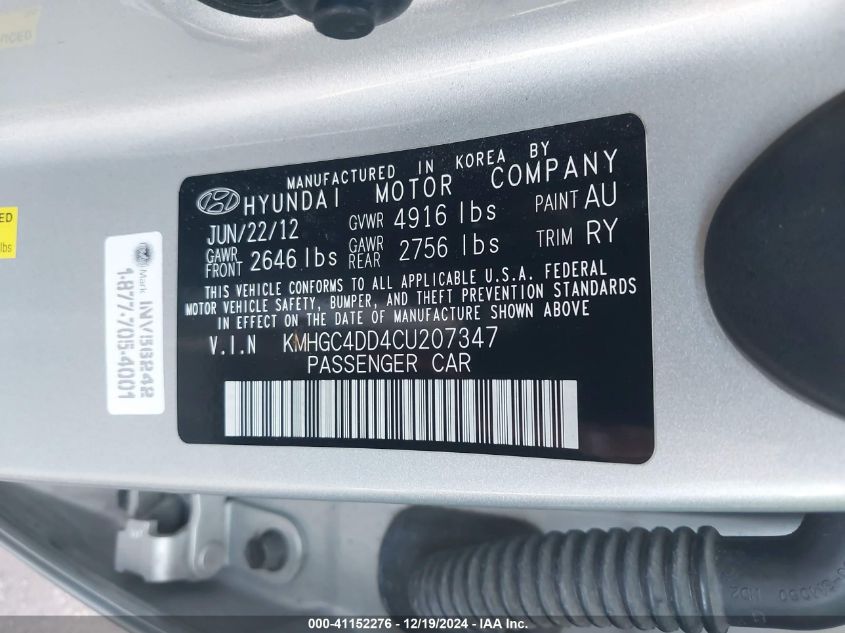 MANUFACTURED IN KOREA BY
HYUNDAI MOTOR COMPANY
JUN/22/12 GVWR 4916 lbs PAINT AU
GAWR FRONT 2646 lbs GAWR REAR 2756 lbs TRIM RY
THIS VEHICLE CONFORMS TO ALL APPLICABLE U.S.A. FEDERAL
MOTOR VEHICLE SAFETY, BUMPER, AND THEFT PREVENTION STANDARDS
IN EFFECT ON THE DATE OF MANUFACTURE SHOWN ABOVE
V.I.N KMHGC4DD4CU207347
PASSENGER CAR
INV56242
1-877-705-4001
lbs
000-41152276 - 12/19/2024 - IAA Inc.